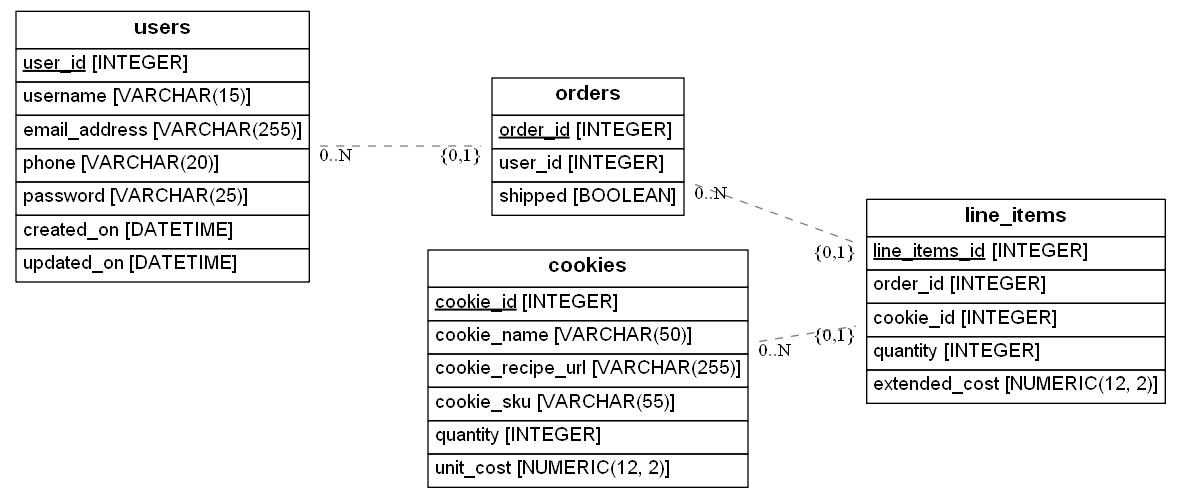 users
user_id [INTEGER]
username [VARCHAR(15)]
email_address [VARCHAR(255)]
phone [VARCHAR(20)]
password [VARCHAR(25)]
created_on [DATETIME]
updated_on [DATETIME]
0..N
{0,1}
orders
order_id [INTEGER]
user_id [INTEGER]
shipped [BOOLEAN]
0..N
{0,1}
cookies
cookie_id [INTEGER]
cookie_name [VARCHAR(50)]
cookie_recipe_url [VARCHAR(255)]
cookie_sku [VARCHAR(55)]
quantity [INTEGER]
unit_cost [NUMERIC(12, 2)]
0..N
{0,1}
line_items
line_items_id [INTEGER]
order_id [INTEGER]
cookie_id [INTEGER]
quantity [INTEGER]
extended_cost [NUMERIC(12, 2)]